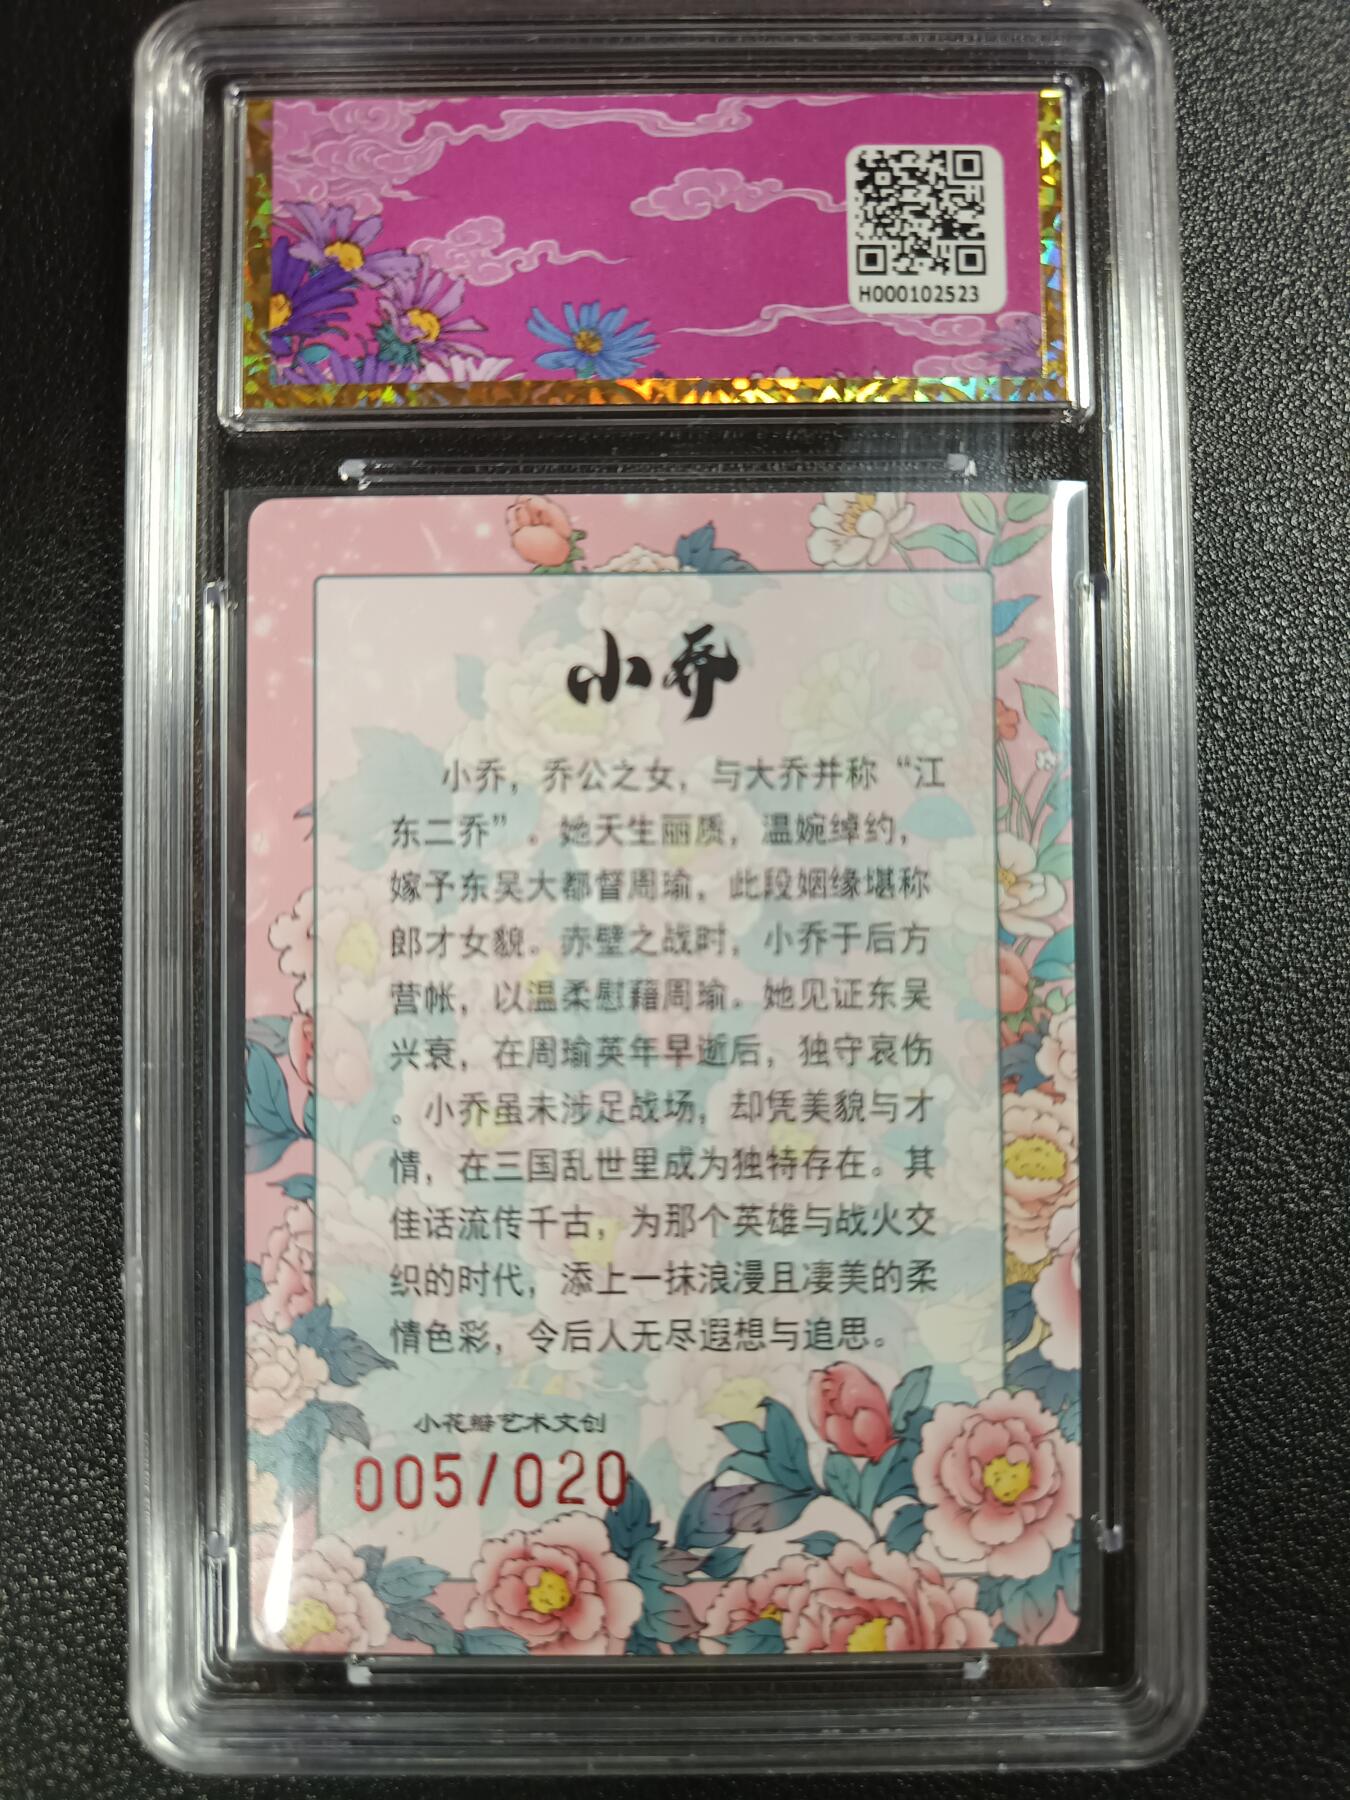 H000102523
小乔
小乔，乔公之女，与大乔并称“江
东二乔”。她天生丽质，温婉绰约，
嫁予东吴大都督周瑜，此段姻缘堪称
郎才女貌。赤壁之战时，小乔于后方
营帐，以温柔慰藉周瑜。她见证东吴
兴衰，在周瑜英年早逝后，独守哀伤
。小乔虽未涉足战场，却凭美貌与才
情，在三国乱世里成为独特存在。其
佳话流传千古，为那个英雄与战火交
织的时代，添上一抹浪漫且凄美的柔
情色彩，令后人无尽遐想与追思。
小花瓣艺术文创
005/020